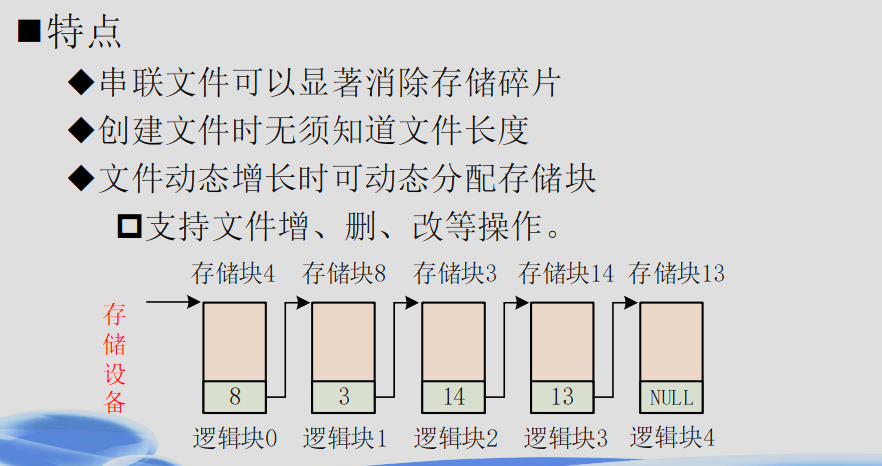 ■特点
◆串联文件可以显著消除存储碎片
◆创建文件时无须知道文件长度
◆文件动态增长时可动态分配存储块
支持文件增、删、改等操作。
存储块4 存储块8 存储块3 存储块14 存储块13
存储设备
8 3 14 13 NULL
逻辑块0 逻辑块1 逻辑块2 逻辑块3 逻辑块4